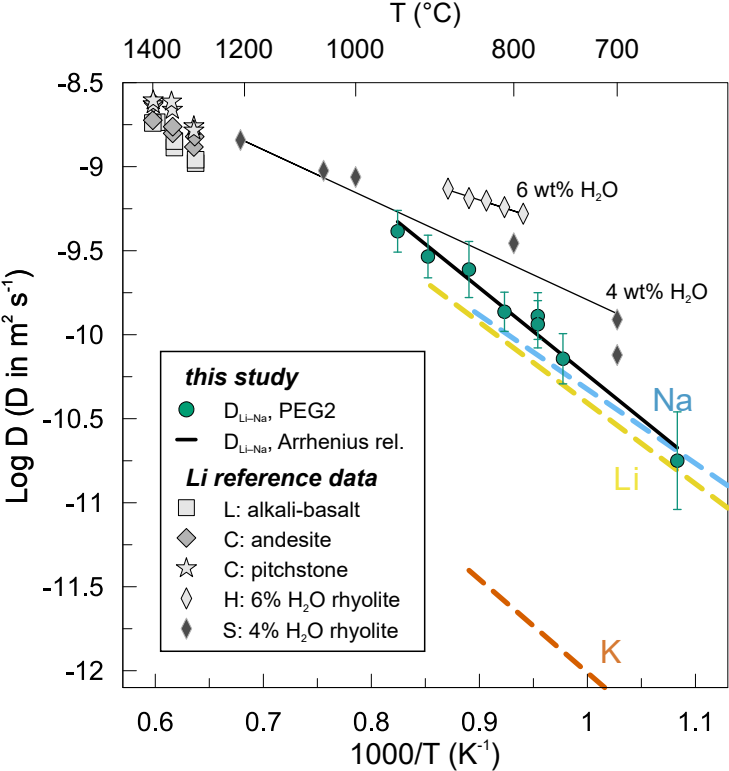 T (°C)
1400 1200 1000 800 700
-8.5
-9
-9.5
-10
-10.5
-11
-11.5
-12
Log D (D in m² s⁻¹)
6 wt% H₂O
4 wt% H₂O
this study
D_Li–Na, PEG2
D_Li–Na, Arrhenius rel.
Li reference data
L: alkali-basalt
C: andesite
C: pitchstone
H: 6% H₂O rhyolite
S: 4% H₂O rhyolite
Na
Li
K
0.6 0.7 0.8 0.9 1 1.1
1000/T (K⁻¹)